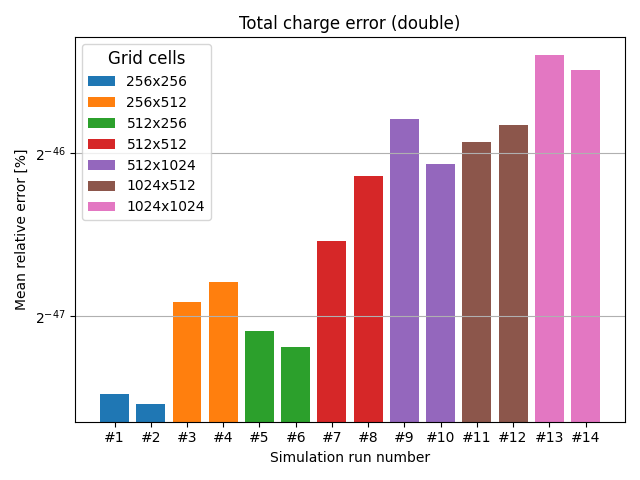 Total charge error (double)
Grid cells
256x256
256x512
512x256
512x512
512x1024
1024x512
1024x1024
Mean relative error [%]
2^{-46}
2^{-47}
#1 #2 #3 #4 #5 #6 #7 #8 #9 #10 #11 #12 #13 #14
Simulation run number